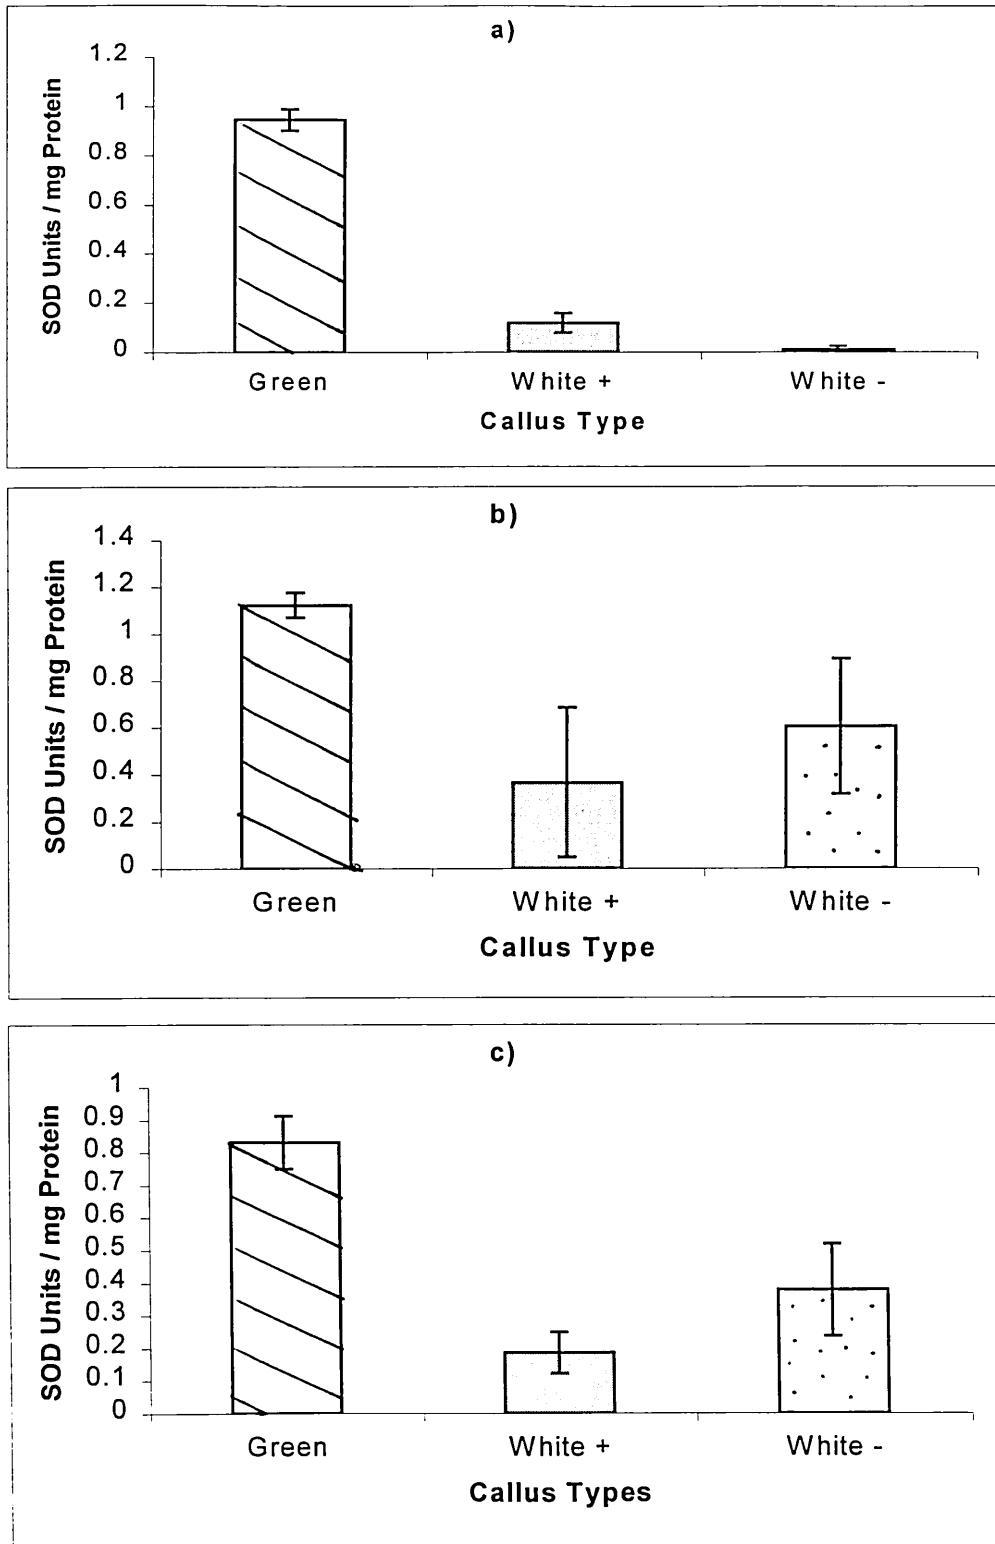 a)
SOD Units / mg Protein
1.2
1
0.8
0.6
0.4
0.2
0
Green White + White -
Callus Type
b)
SOD Units / mg Protein
1.4
1.2
1
0.8
0.6
0.4
0.2
0
Green White + White -
Callus Type
c)
SOD Units / mg Protein
1
0.9
0.8
0.7
0.6
0.5
0.4
0.3
0.2
0.1
0
Green White + White -
Callus Types